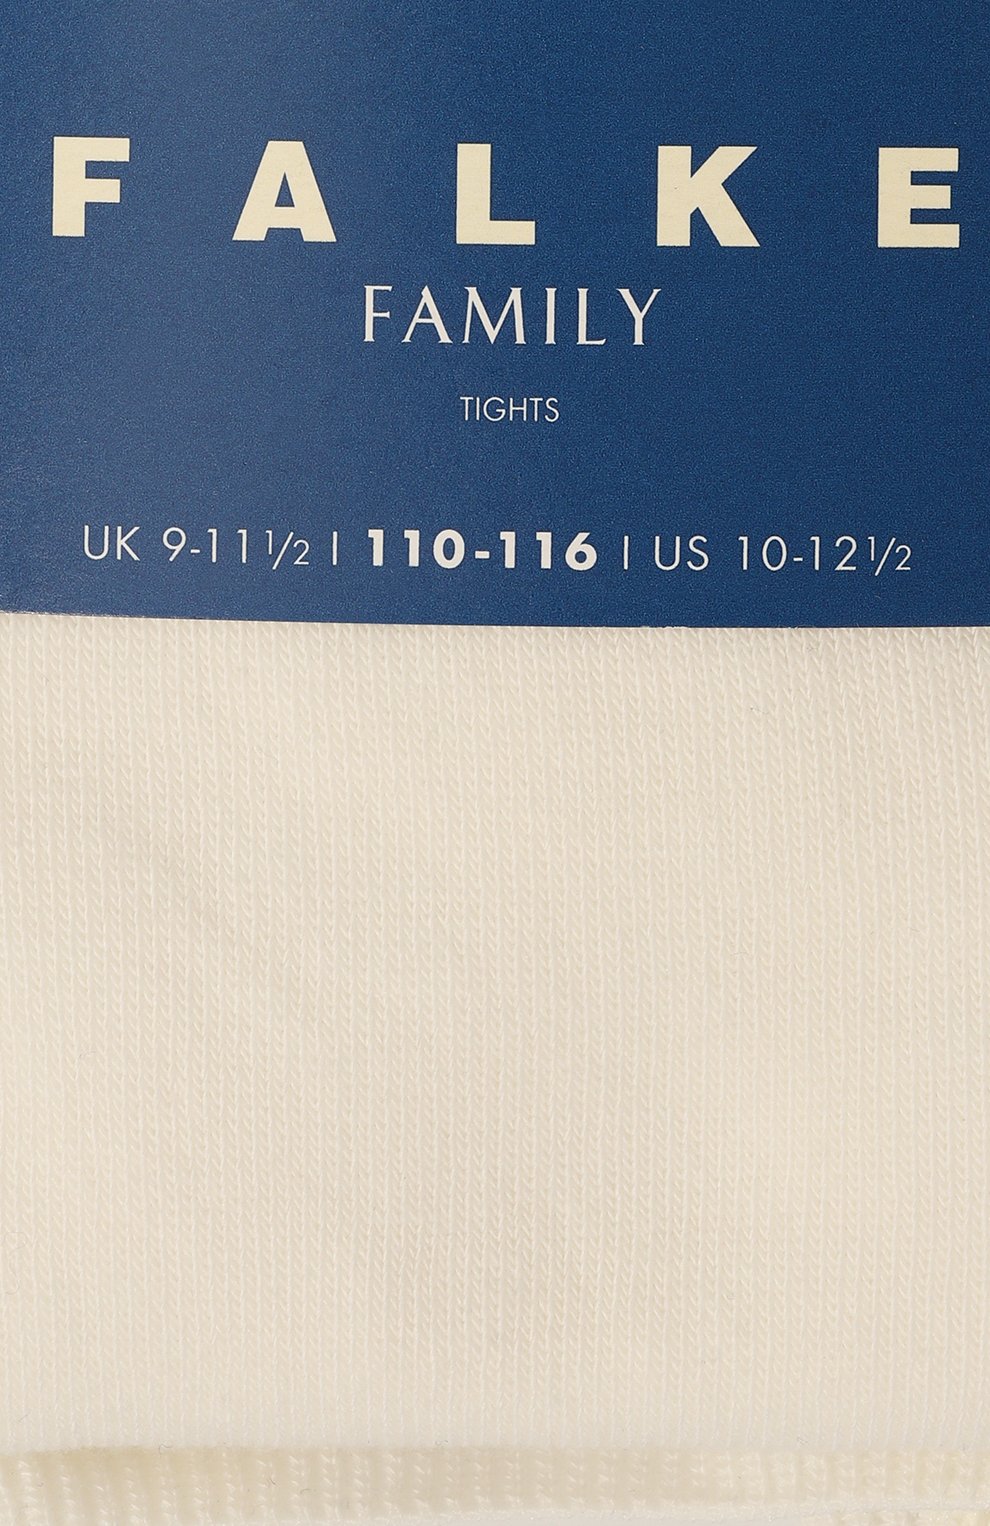 FALKE
FAMILY
TIGHTS
UK 9-11½ | 110-116 | US 10-12½